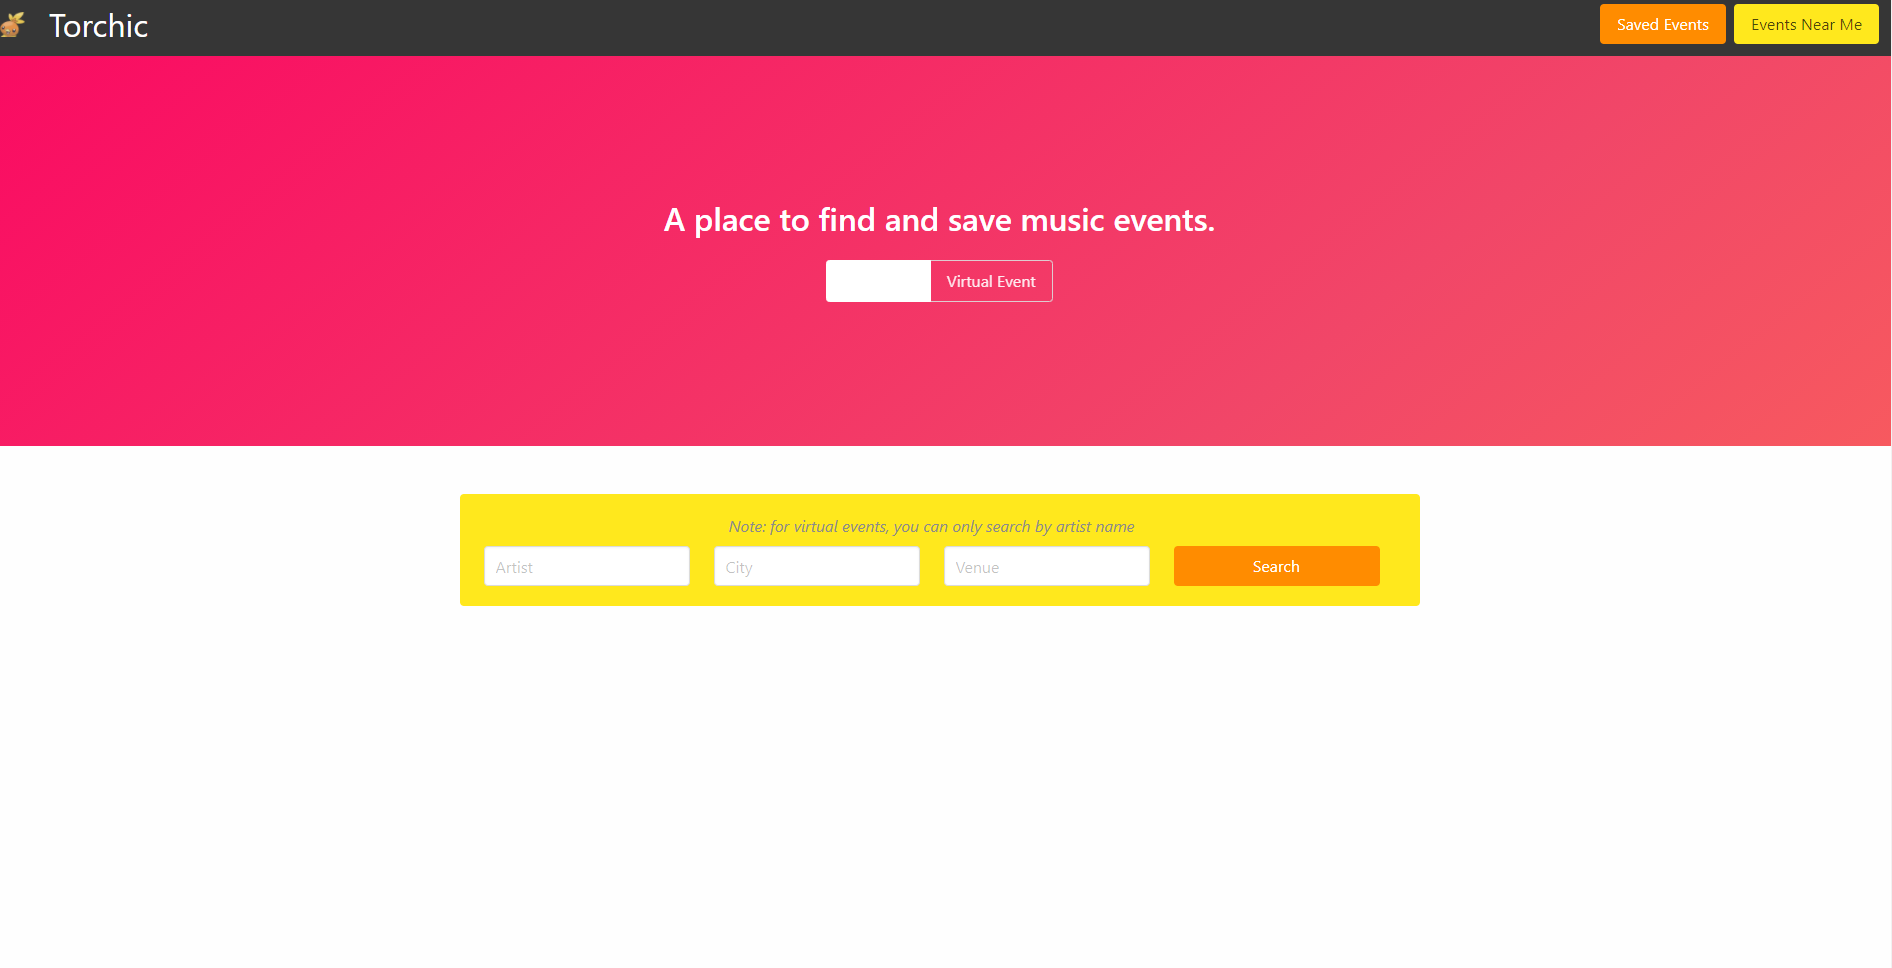 Torchic
Saved Events
Events Near Me
A place to find and save music events.
Virtual Event
Note: for virtual events, you can only search by artist name
Artist
City
Venue
Search